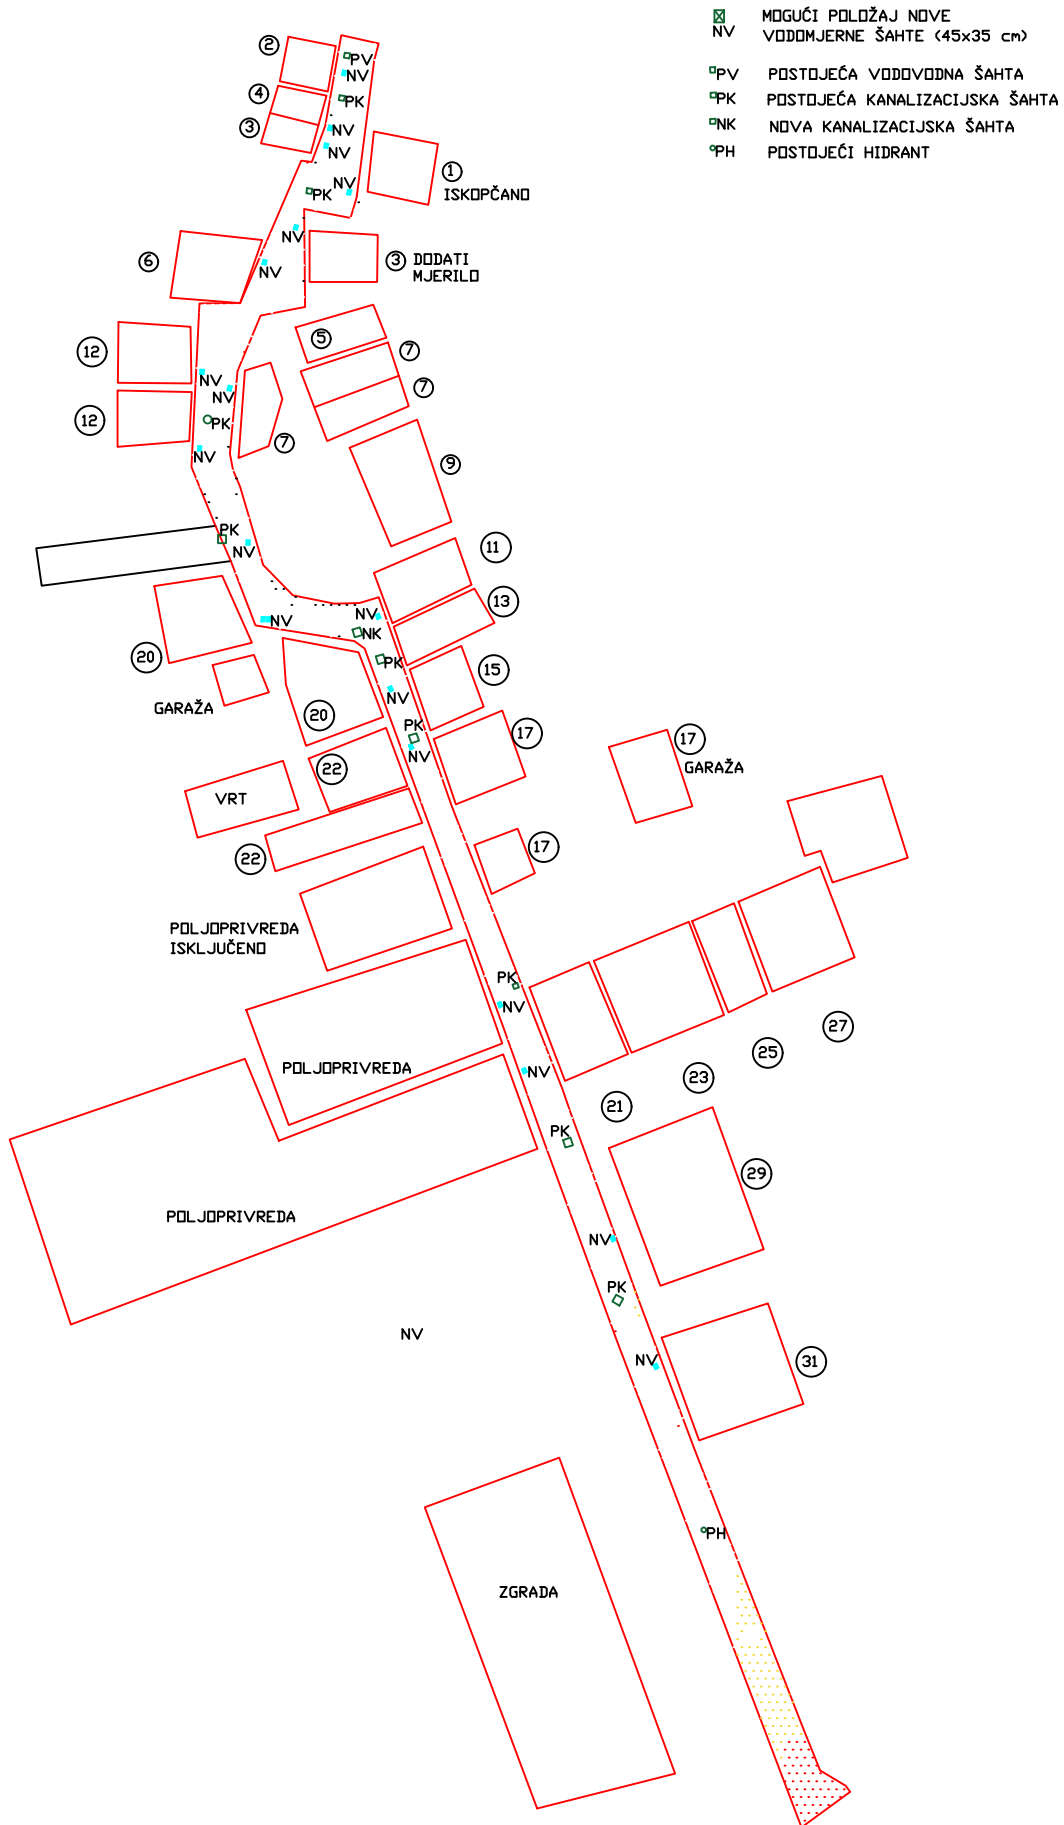 MOGUĆI POLOŽAJ NOVE
NV VODOMJERNE ŠAHTE (45x35 cm)
PV POSTOJEĆA VODOVODNA ŠAHTA
PK POSTOJEĆA KANALIZACIJSKA ŠAHTA
NK NOVA KANALIZACIJSKA ŠAHTA
PH POSTOJEĆI HIDRANT
2
PV
NV
4
PK
3
NV
NV
1
NV
PK
ISKOPČANO
NV
6
3 DODATI
MJERILO
NV
5
12
7
NV
7
NV
12
PK
7
NV
9
PK
11
NV
13
NV
NV
NK
20
PK
15
NV
GARAŽA
20
PK
17
17
NV
GARAŽA
22
VRT
17
22
POLJOPRIVREDA
ISKLJUČENO
PK
NV
27
25
POLJOPRIVREDA
NV
23
21
PK
29
POLJOPRIVREDA
NV
PK
NV
NV
31
PH
ZGRADA